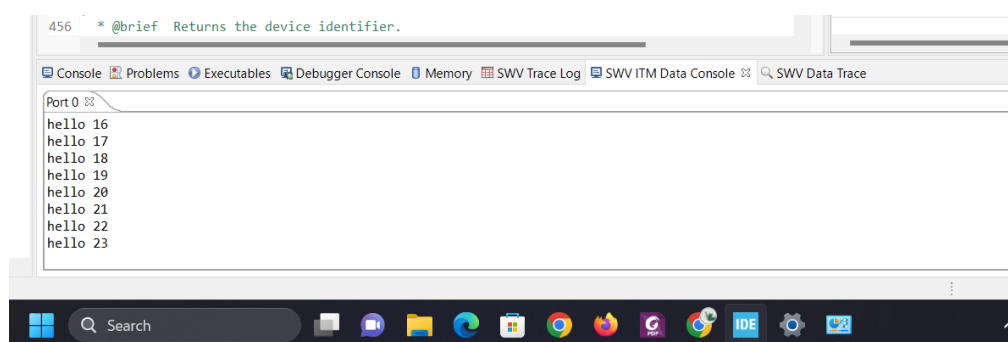 456 * @brief Returns the device identifier.
Console Problems Executables Debugger Console Memory SWV Trace Log SWV ITM Data Console SWV Data Trace
Port 0
hello 16
hello 17
hello 18
hello 19
hello 20
hello 21
hello 22
hello 23
Search
PDF IDE